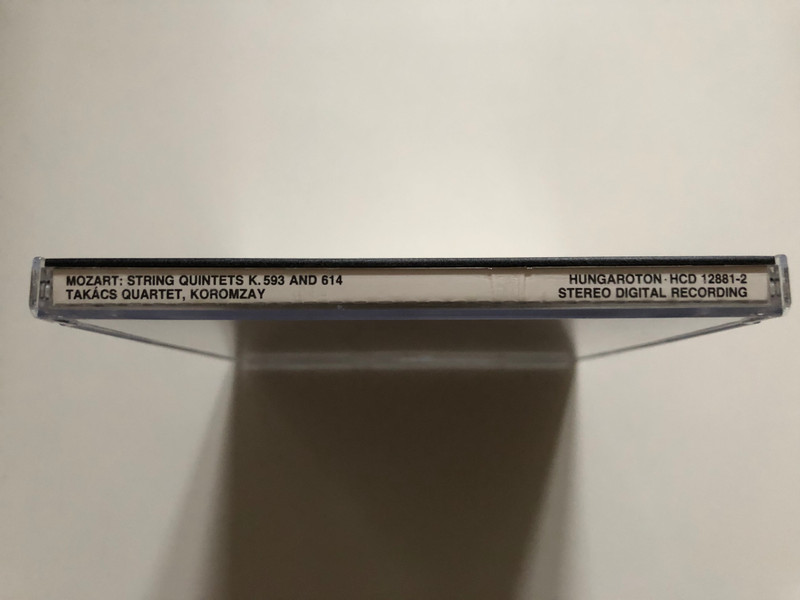 MOZART: STRING QUINTETS K. 593 AND 614
TAKÁCS QUARTET, KOROMZAY
HUNGAROTON · HCD 12881-2
STEREO DIGITAL RECORDING